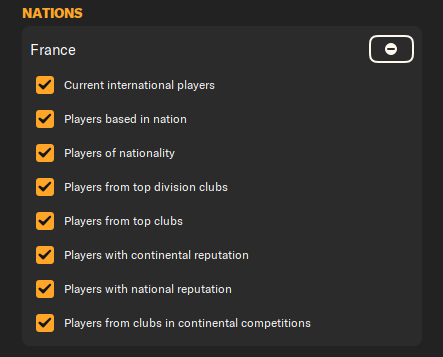 NATIONS
France
Current international players
Players based in nation
Players of nationality
Players from top division clubs
Players from top clubs
Players with continental reputation
Players with national reputation
Players from clubs in continental competitions